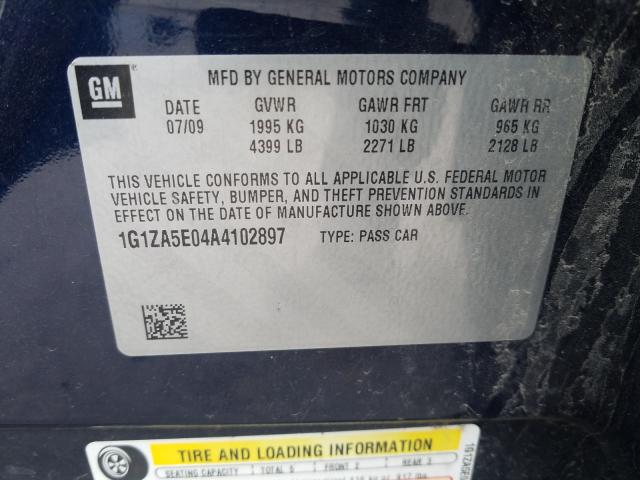 GM
MFD BY GENERAL MOTORS COMPANY
DATE GVWR GAWR FRT GAWR RR
07/09 1995 KG 1030 KG 965 KG
4399 LB 2271 LB 2128 LB
THIS VEHICLE CONFORMS TO ALL APPLICABLE U.S. FEDERAL MOTOR
VEHICLE SAFETY, BUMPER, AND THEFT PREVENTION STANDARDS IN
EFFECT ON THE DATE OF MANUFACTURE SHOWN ABOVE.
1G1ZA5E04A4102897 TYPE: PASS CAR
TIRE AND LOADING INFORMATION
SEATING CAPACITY TOTAL 5 FRONT 2 REAR 3